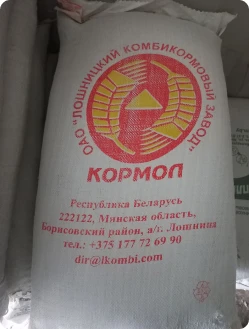 ОАО "ЛОШНИЦКИЙ КОМБИКОРМОВЫЙ ЗАВОД"
КОРМОЛ
Республика Беларусь
222122, Минская область,
Борисовский район, а/г. Лошница
тел.: +375 177 72 69 90
dir@lkombi.com